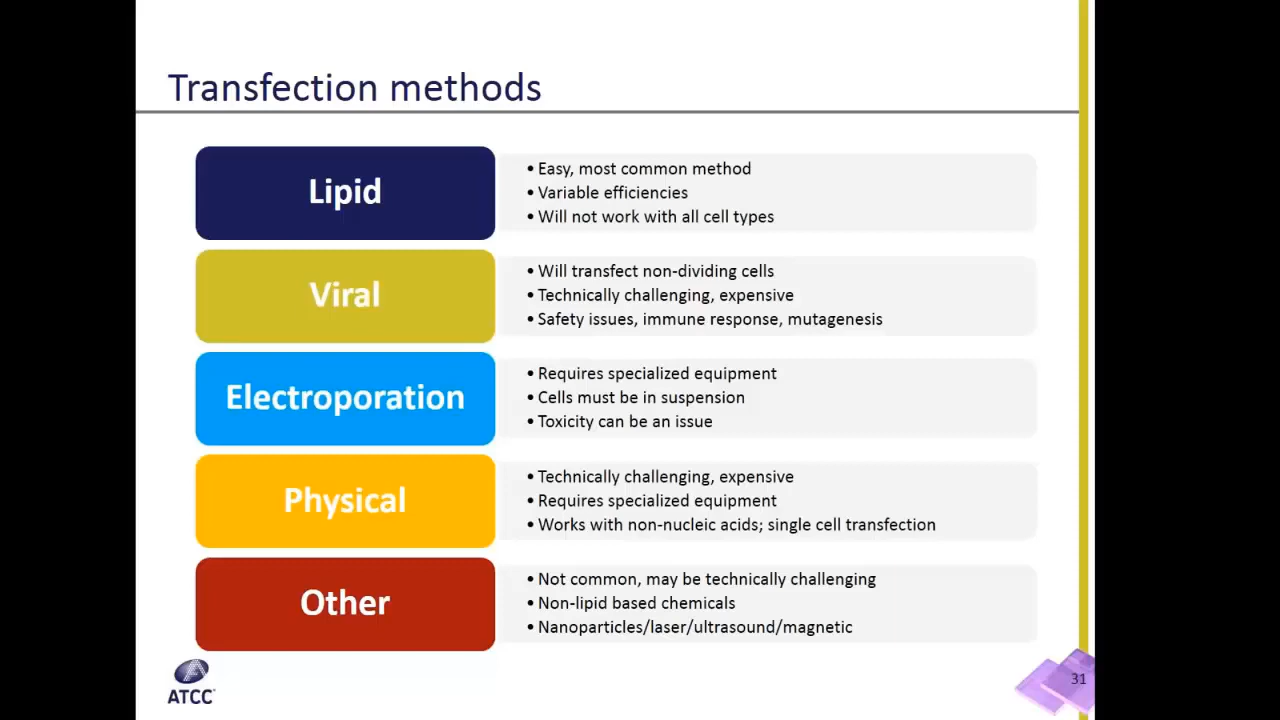 Transfection methods
Lipid
• Easy, most common method
• Variable efficiencies
• Will not work with all cell types
Viral
• Will transfect non-dividing cells
• Technically challenging, expensive
• Safety issues, immune response, mutagenesis
Electroporation
• Requires specialized equipment
• Cells must be in suspension
• Toxicity can be an issue
Physical
• Technically challenging, expensive
• Requires specialized equipment
• Works with non-nucleic acids; single cell transfection
Other
• Not common, may be technically challenging
• Non-lipid based chemicals
• Nanoparticles/laser/ultrasound/magnetic
ATCC
31